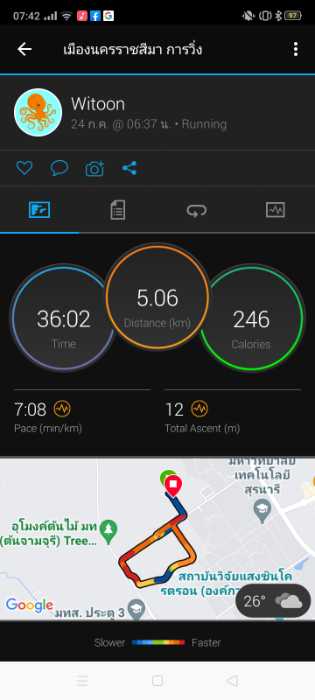 07:42
97
เมืองนครราชสีมา การวิ่ง
Witoon
24 ก.ค. @ 06:37 น. • Running
36:02
Time
5.06
Distance (km)
246
Calories
7:08
Pace (min/km)
12
Total Ascent (m)
มหาวิทยาลัย
เทคโนโลยี
สุรนารี
อุโมงค์ต้นไม้ มท
(ต้นจามจุรี) Tree...
สถาบันวิจัยแสงซินโค
รตรอน (องค์กา
Google
มทส. ประตู 3
26°
Slower
Faster